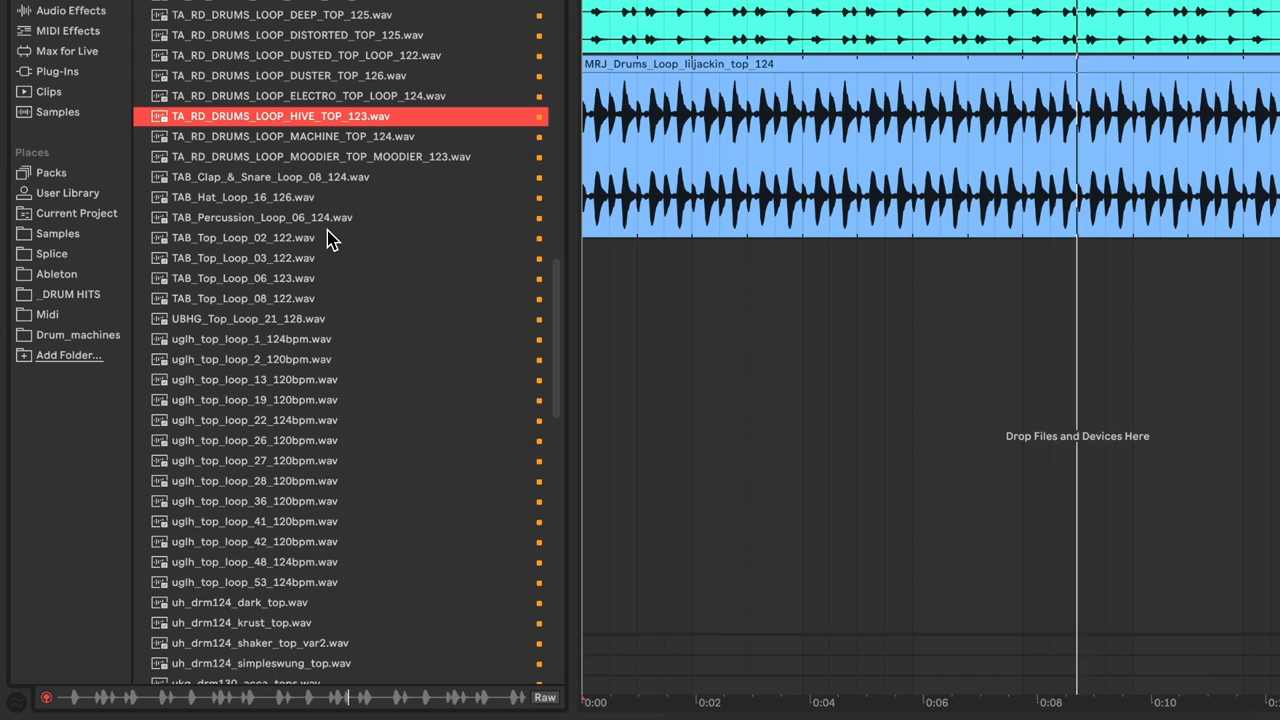 Audio Effects
MIDI Effects
Max for Live
Plug-Ins
Clips
Samples
Places
Packs
User Library
Current Project
Samples
Splice
Ableton
_DRUM HITS
Midi
Drum_machines
Add Folder...
TA_RD_DRUMS_LOOP_DEEP_TOP_125.wav
TA_RD_DRUMS_LOOP_DISTORTED_TOP_125.wav
TA_RD_DRUMS_LOOP_DUSTED_TOP_LOOP_122.wav
TA_RD_DRUMS_LOOP_DUSTER_TOP_126.wav
TA_RD_DRUMS_LOOP_ELECTRO_TOP_LOOP_124.wav
TA_RD_DRUMS_LOOP_HIVE_TOP_123.wav
TA_RD_DRUMS_LOOP_MACHINE_TOP_124.wav
TA_RD_DRUMS_LOOP_MOODIER_TOP_MOODIER_123.wav
TAB_Clap_&_Snare_Loop_08_124.wav
TAB_Hat_Loop_16_126.wav
TAB_Percussion_Loop_06_124.wav
TAB_Top_Loop_02_122.wav
TAB_Top_Loop_03_122.wav
TAB_Top_Loop_06_123.wav
TAB_Top_Loop_08_122.wav
UBHG_Top_Loop_21_128.wav
uglh_top_loop_1_124bpm.wav
uglh_top_loop_2_120bpm.wav
uglh_top_loop_13_120bpm.wav
uglh_top_loop_19_120bpm.wav
uglh_top_loop_22_124bpm.wav
uglh_top_loop_26_120bpm.wav
uglh_top_loop_27_120bpm.wav
uglh_top_loop_28_120bpm.wav
uglh_top_loop_36_120bpm.wav
uglh_top_loop_41_120bpm.wav
uglh_top_loop_42_120bpm.wav
uglh_top_loop_48_124bpm.wav
uglh_top_loop_53_124bpm.wav
uh_drm124_dark_top.wav
uh_drm124_krust_top.wav
uh_drm124_shaker_top_var2.wav
uh_drm124_simpleswung_top.wav
ukg_drm130_acca_tops.wav
Raw
MRJ_Drums_Loop_liljackin_top_124
Drop Files and Devices Here
0:00 0:02 0:04 0:06 0:08 0:10